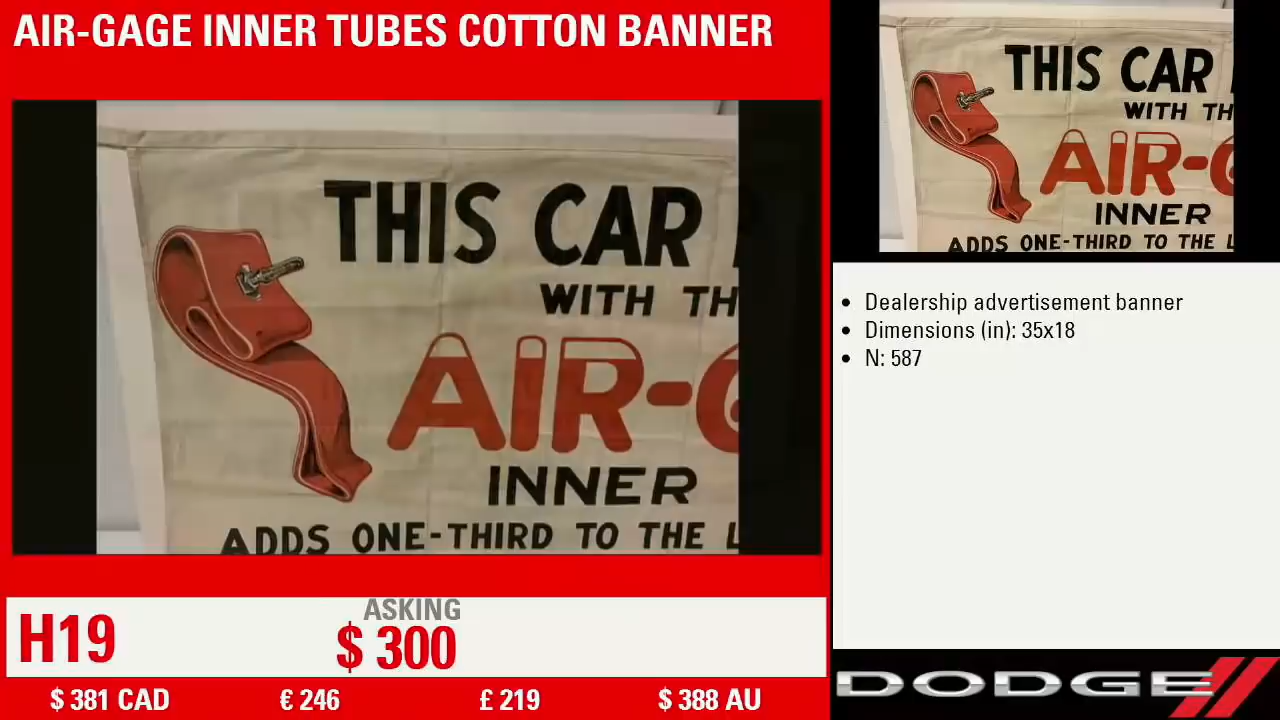 AIR-GAGE INNER TUBES COTTON BANNER
THIS CAR
WITH TH
AIR-G
INNER
ADDS ONE-THIRD TO THE L
THIS CAR
WITH TH
AIR-G
INNER
ADDS ONE-THIRD TO THE L
• Dealership advertisement banner
• Dimensions (in): 35x18
• N: 587
H19
ASKING
$ 300
$ 381 CAD
€ 246
£ 219
$ 388 AU
DODGE